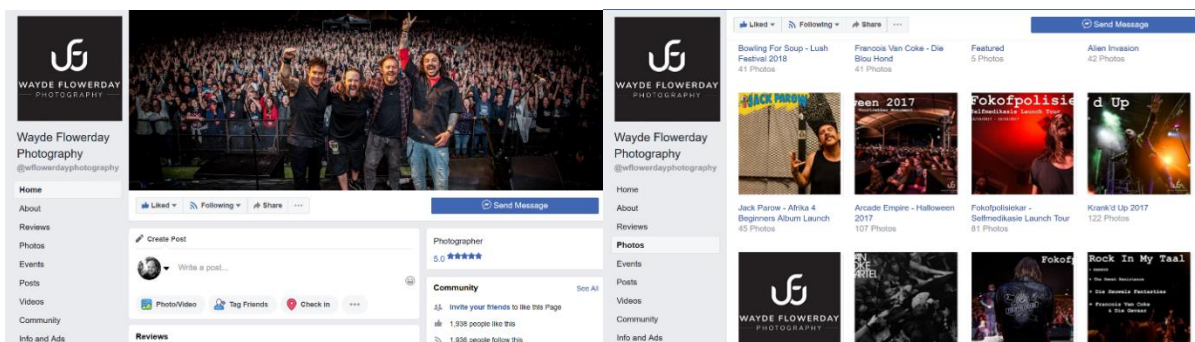 WAYDE FLOWERDAY
PHOTOGRAPHY
Wayde Flowerday
Photography
@wflowerdayphotography
Home
About
Reviews
Photos
Events
Posts
Videos
Community
Info and Ads
Liked
Following
Share
Send Message
Create Post
Write a post...
Photo/Video
Tag Friends
Check in
Reviews
Photographer
5.0
Community
See All
Invite your friends to like this Page
1,938 people like this
1,938 people follow this
WAYDE FLOWERDAY
PHOTOGRAPHY
Wayde Flowerday
Photography
@wflowerdayphotography
Home
About
Reviews
Photos
Events
Posts
Videos
Community
Info and Ads
Liked
Following
Share
Send Message
Bowling For Soup - Lush
Festival 2018
41 Photos
Francois Van Coke - Die
Blou Hond
41 Photos
Featured
5 Photos
Alien Invasion
42 Photos
JACK PAROW
ween 2017
Fokofpolisie
Selfmedikasie Launch Tour
'd Up
Jack Parow - Afrika 4
Beginners Album Launch
45 Photos
Arcade Empire - Halloween
2017
107 Photos
Fokofpolisiekar -
Selfmedikasie Launch Tour
81 Photos
Krank'd Up 2017
122 Photos
WAYDE FLOWERDAY
PHOTOGRAPHY
Fokof
Rock In My Taal
Die Gevaar